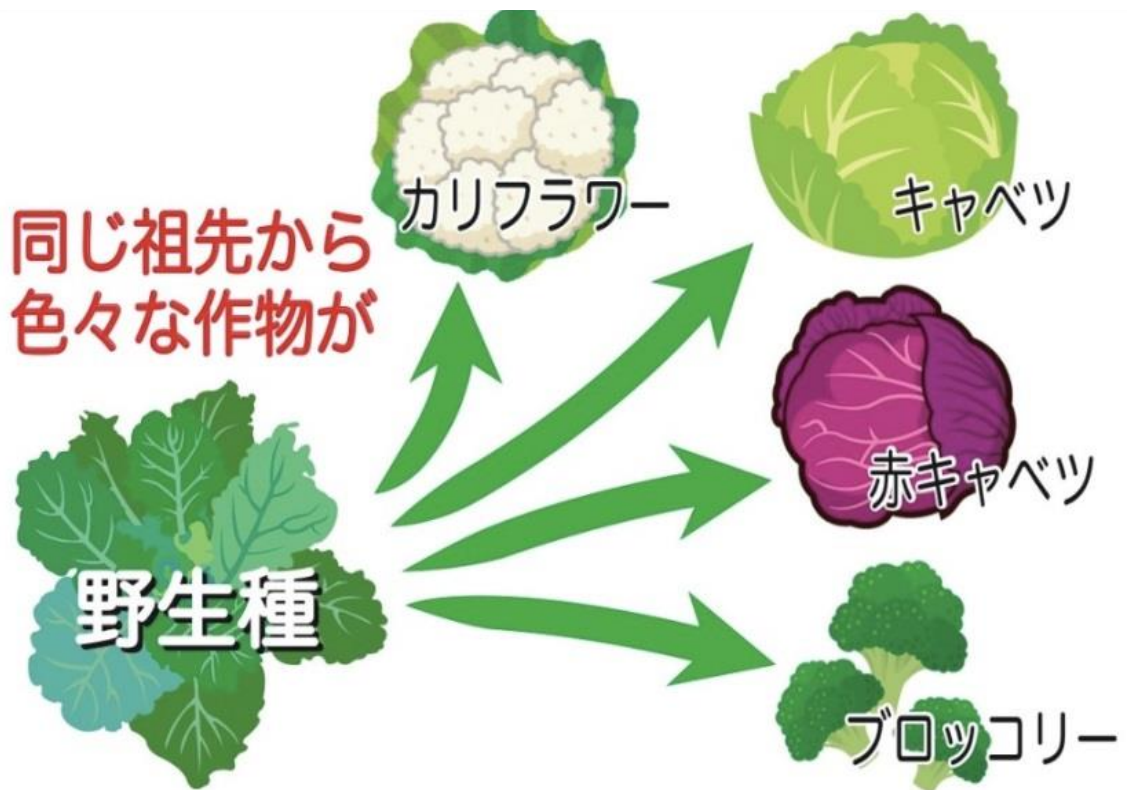 カリフラワー
キャベツ
同じ祖先から
色々な作物が
赤キャベツ
野生種
ブロッコリー